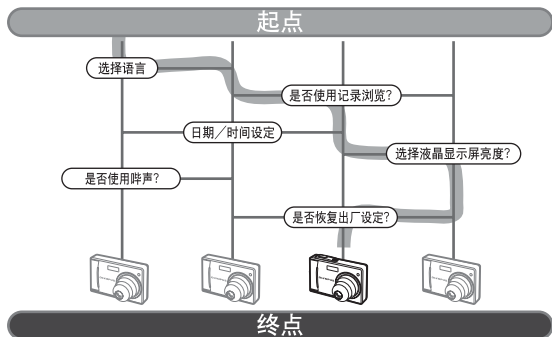 起点
选择语言
是否使用记录浏览?
日期／时间设定
选择液晶显示屏亮度?
是否使用哔声?
是否恢复出厂设定?
终点